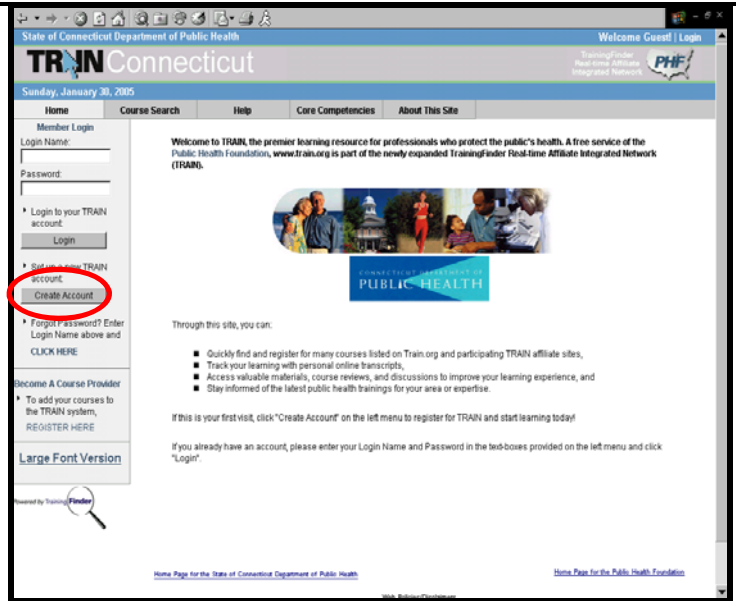 State of Connecticut Department of Public Health
Welcome Guest! | Login
TRAIN Connecticut
TrainingFinder
Real-time Affiliate
Integrated Network
PHF
Sunday, January 30, 2005
Home
Course Search
Help
Core Competencies
About This Site
Member Login
Login Name:
Password:
Login to your TRAIN
account:
Login
Set up a new TRAIN
account:
Create Account
Forgot Password? Enter
Login Name above and
CLICK HERE
Become A Course Provider
To add your courses to
the TRAIN system,
REGISTER HERE
Large Font Version
Powered by Training Finder
Welcome to TRAIN, the premier learning resource for professionals who protect the public's health. A free service of the
Public Health Foundation, www.train.org is part of the newly expanded TrainingFinder Real-time Affiliate Integrated Network
(TRAIN).
CONNECTICUT DEPARTMENT OF
PUBLIC HEALTH
Through this site, you can:
Quickly find and register for many courses listed on Train.org and participating TRAIN affiliate sites,
Track your learning with personal online transcripts,
Access valuable materials, course reviews, and discussions to improve your learning experience, and
Stay informed of the latest public health trainings for your area or expertise.
If this is your first visit, click "Create Account" on the left menu to register for TRAIN and start learning today!
If you already have an account, please enter your Login Name and Password in the text-boxes provided on the left menu and click
"Login".
Home Page for the State of Connecticut Department of Public Health
Home Page for the Public Health Foundation
Web Policies/Disclaimers